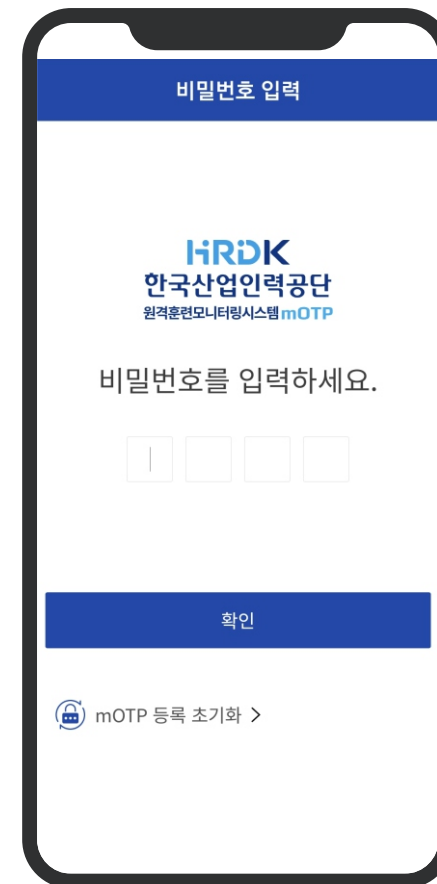 비밀번호 입력
HRDK
한국산업인력공단
원격훈련모니터링시스템 mOTP
비밀번호를 입력하세요.
확인
mOTP 등록 초기화 >